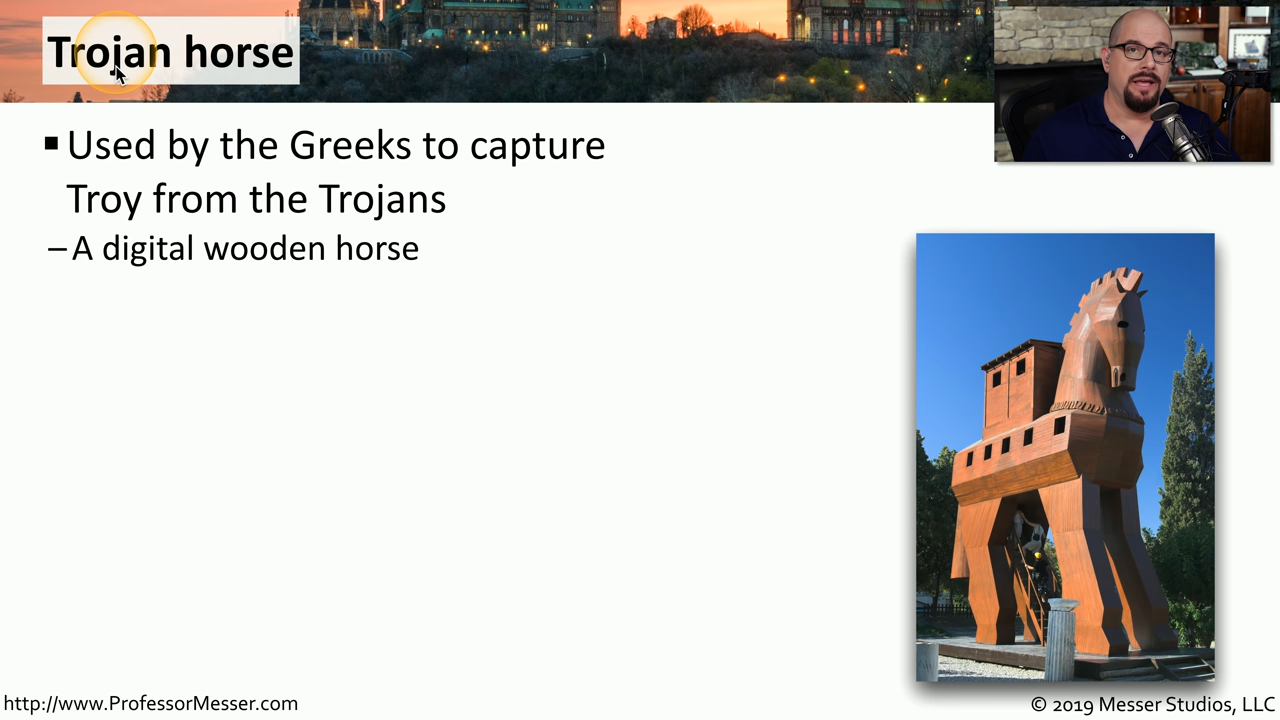 Trojan horse
▪ Used by the Greeks to capture
Troy from the Trojans
– A digital wooden horse
http://www.ProfessorMesser.com
© 2019 Messer Studios, LLC